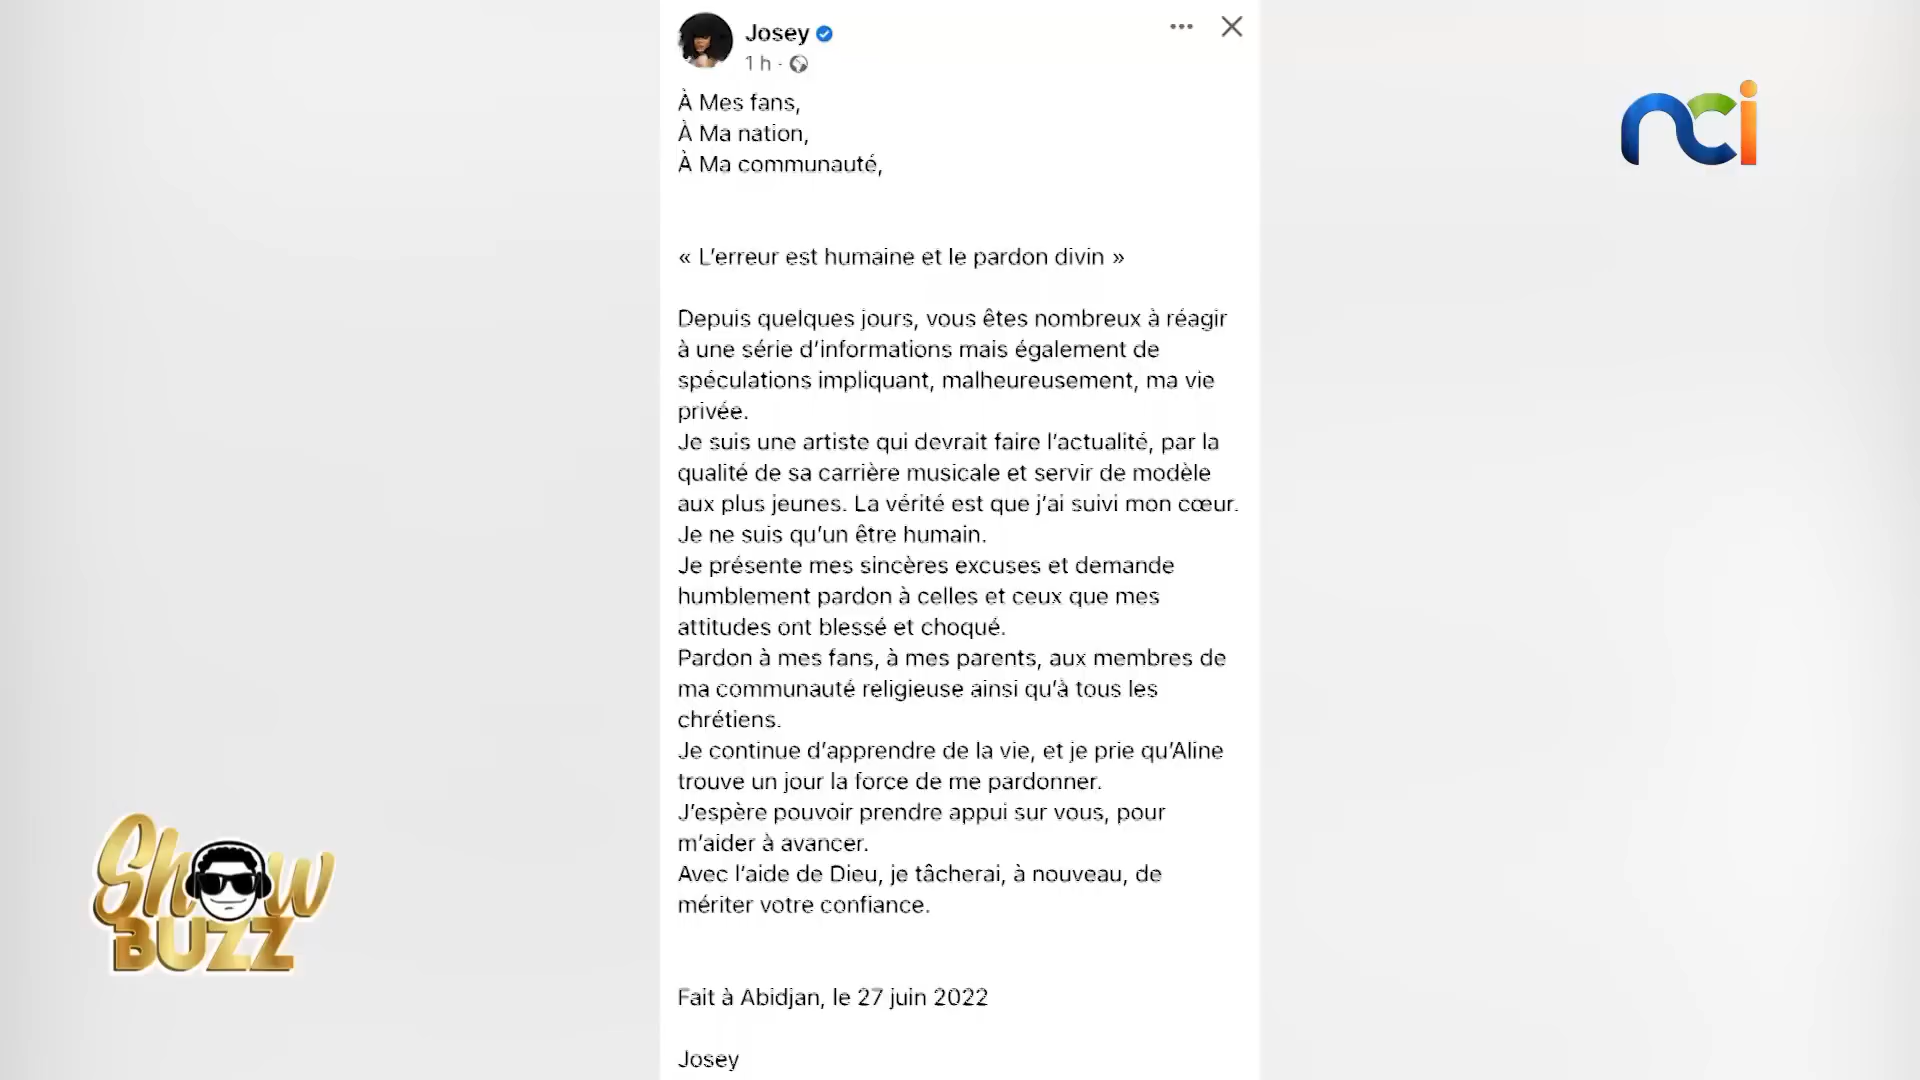 Josey
1 h
À Mes fans,
À Ma nation,
À Ma communauté,
« L’erreur est humaine et le pardon divin »
Depuis quelques jours, vous êtes nombreux à réagir
à une série d’informations mais également de
spéculations impliquant, malheureusement, ma vie
privée.
Je suis une artiste qui devrait faire l’actualité, par la
qualité de sa carrière musicale et servir de modèle
aux plus jeunes. La vérité est que j’ai suivi mon cœur.
Je ne suis qu’un être humain.
Je présente mes sincères excuses et demande
humblement pardon à celles et ceux que mes
attitudes ont blessé et choqué.
Pardon à mes fans, à mes parents, aux membres de
ma communauté religieuse ainsi qu’à tous les
chrétiens.
Je continue d’apprendre de la vie, et je prie qu’Aline
trouve un jour la force de me pardonner.
J’espère pouvoir prendre appui sur vous, pour
m’aider à avancer.
Avec l’aide de Dieu, je tâcherai, à nouveau, de
mériter votre confiance.
Fait à Abidjan, le 27 juin 2022
Josey
nci
Show
BUZZ